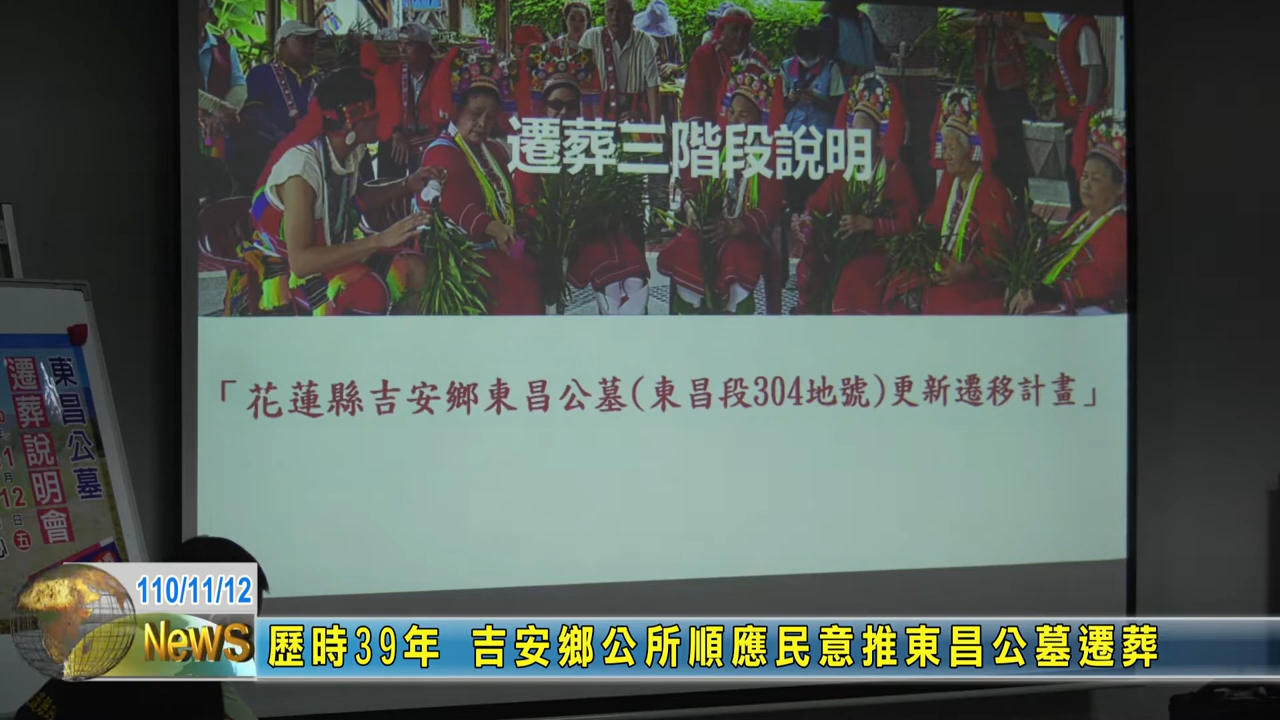 遷葬三階段說明
「花蓮縣吉安鄉東昌公墓(東昌段304地號)更新遷移計畫」
東昌公墓
遷葬說明會
月
12
日
五
110/11/12
NewS
歷時39年 吉安鄉公所順應民意推東昌公墓遷葬